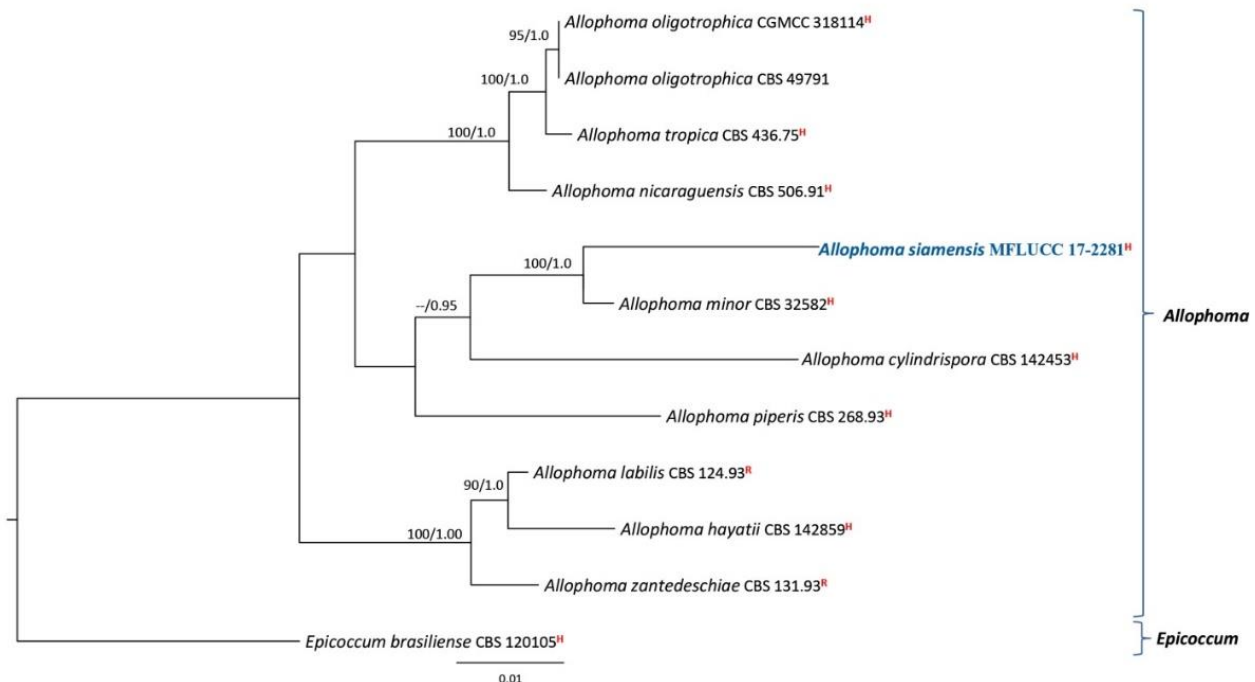 Allophoma oligotrophica CGMCC 318114H
95/1.0
Allophoma oligotrophica CBS 49791
100/1.0
Allophoma tropica CBS 436.75H
100/1.0
Allophoma nicaraguensis CBS 506.91H
Allophoma siamensis MFLUCC 17-2281H
100/1.0
Allophoma minor CBS 32582H
--/0.95
Allophoma
Allophoma cylindrispora CBS 142453H
Allophoma piperis CBS 268.93H
Allophoma labilis CBS 124.93R
90/1.0
Allophoma hayatii CBS 142859H
100/1.00
Allophoma zantedeschiae CBS 131.93R
Epicoccum brasiliense CBS 120105H
Epicoccum
0.01